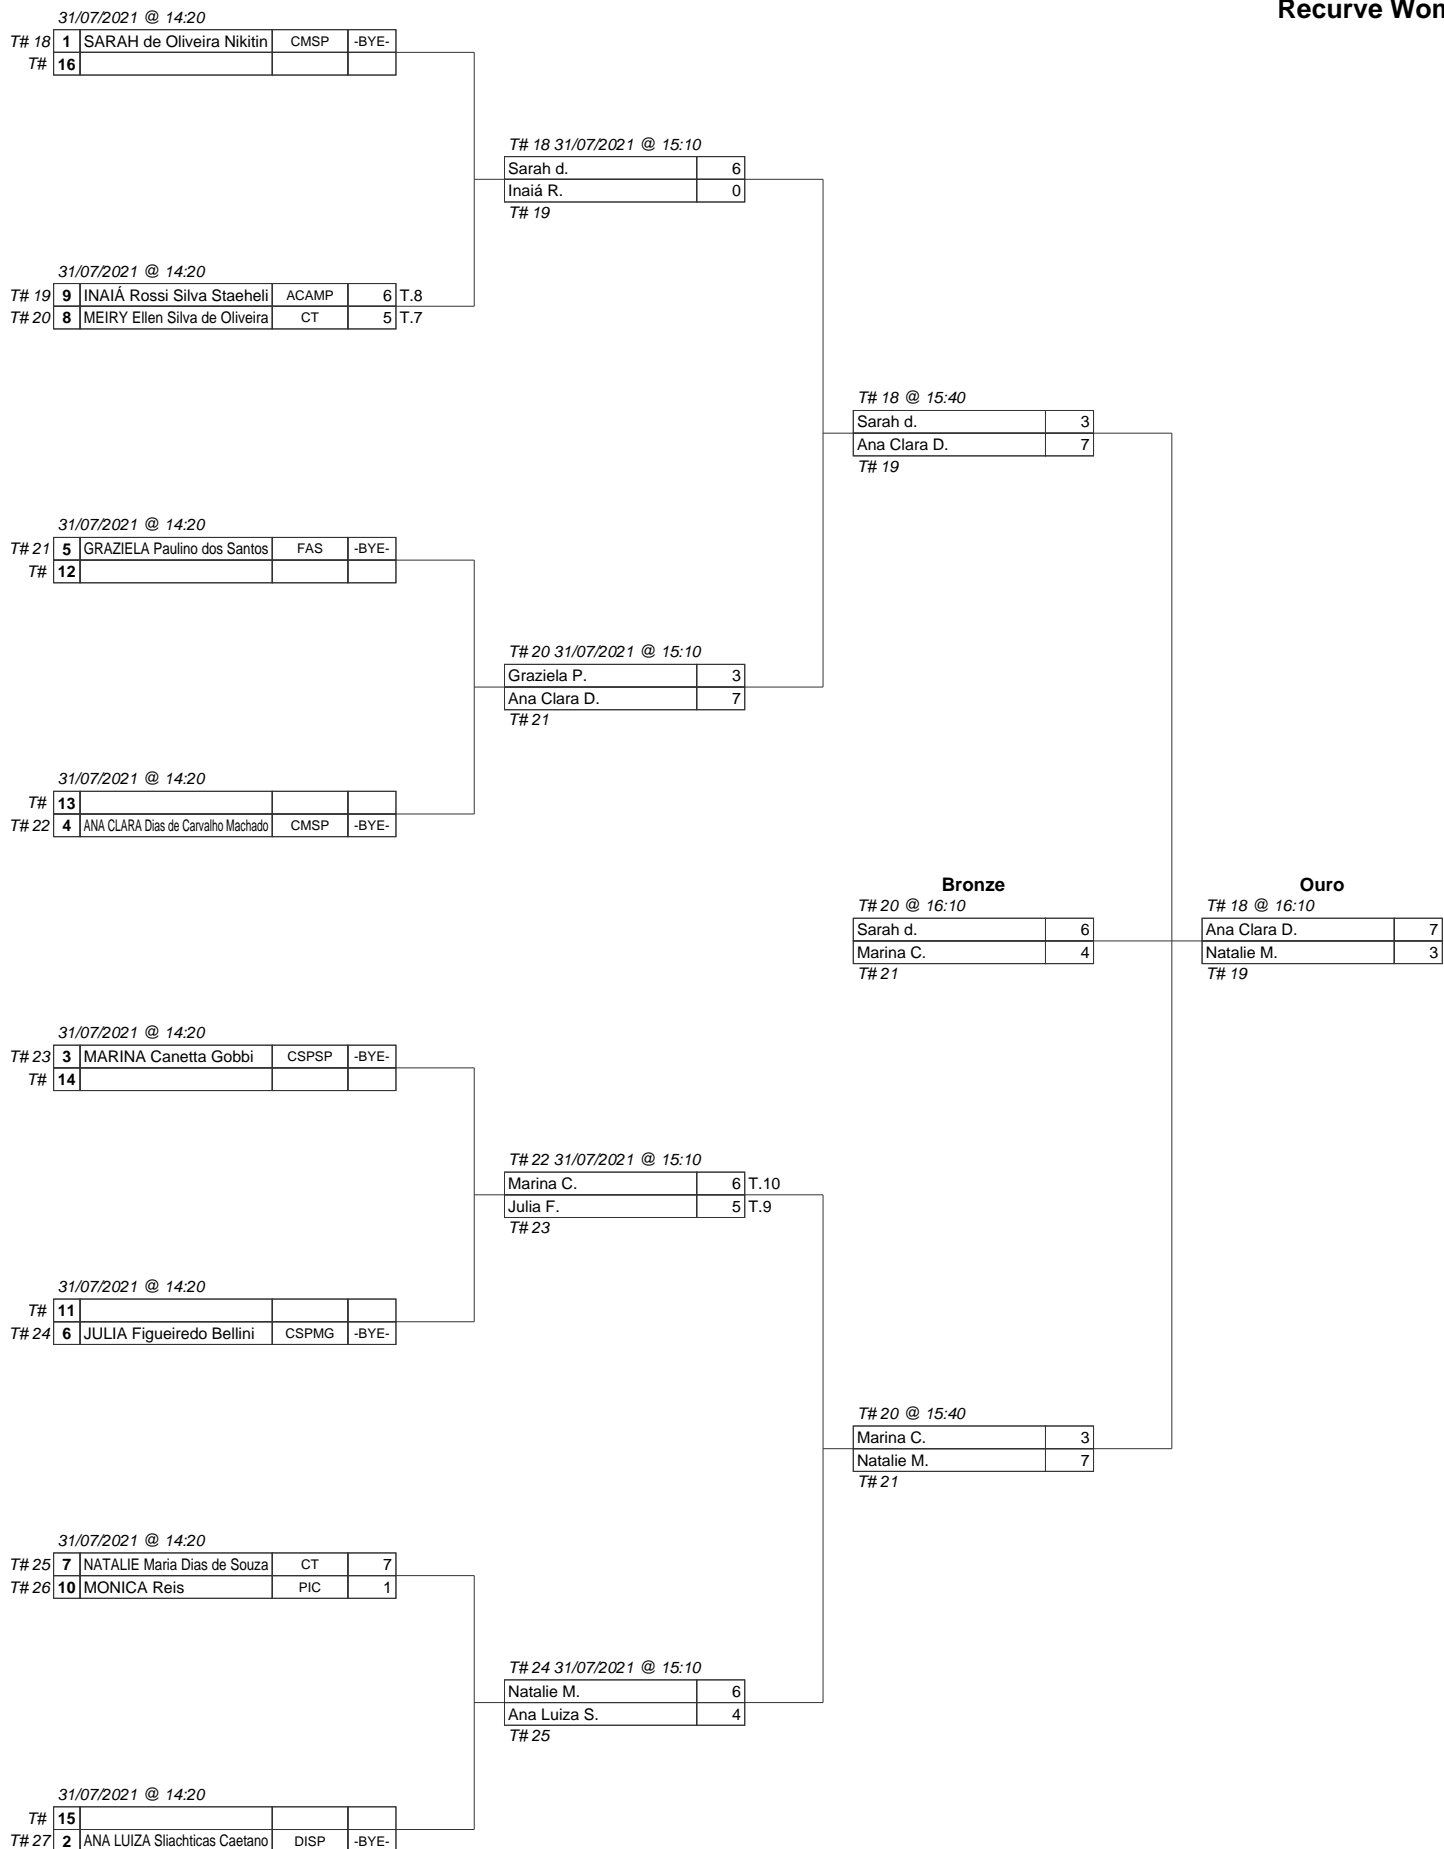 Recurve Wom
31/07/2021 @ 14:20
T# 18 1 SARAH de Oliveira Nikitin CMSP -BYE-
T# 16
T# 18 31/07/2021 @ 15:10
Sarah d. 6
Inaiá R. 0
T# 19
31/07/2021 @ 14:20
T# 19 9 INAIÁ Rossi Silva Staeheli ACAMP 6 T.8
T# 20 8 MEIRY Ellen Silva de Oliveira CT 5 T.7
T# 18 @ 15:40
Sarah d. 3
Ana Clara D. 7
T# 19
31/07/2021 @ 14:20
T# 21 5 GRAZIELA Paulino dos Santos FAS -BYE-
T# 12
T# 20 31/07/2021 @ 15:10
Graziela P. 3
Ana Clara D. 7
T# 21
31/07/2021 @ 14:20
T# 13
T# 22 4 ANA CLARA Dias de Carvalho Machado CMSP -BYE-
Bronze
T# 20 @ 16:10
Sarah d. 6
Marina C. 4
T# 21
Ouro
T# 18 @ 16:10
Ana Clara D. 7
Natalie M. 3
T# 19
31/07/2021 @ 14:20
T# 23 3 MARINA Canetta Gobbi CSPSP -BYE-
T# 14
T# 22 31/07/2021 @ 15:10
Marina C. 6 T.10
Julia F. 5 T.9
T# 23
31/07/2021 @ 14:20
T# 11
T# 24 6 JULIA Figueiredo Bellini CSPMG -BYE-
T# 20 @ 15:40
Marina C. 3
Natalie M. 7
T# 21
31/07/2021 @ 14:20
T# 25 7 NATALIE Maria Dias de Souza CT 7
T# 26 10 MONICA Reis PIC 1
T# 24 31/07/2021 @ 15:10
Natalie M. 6
Ana Luiza S. 4
T# 25
31/07/2021 @ 14:20
T# 15
T# 27 2 ANA LUIZA Sliachticas Caetano DISP -BYE-